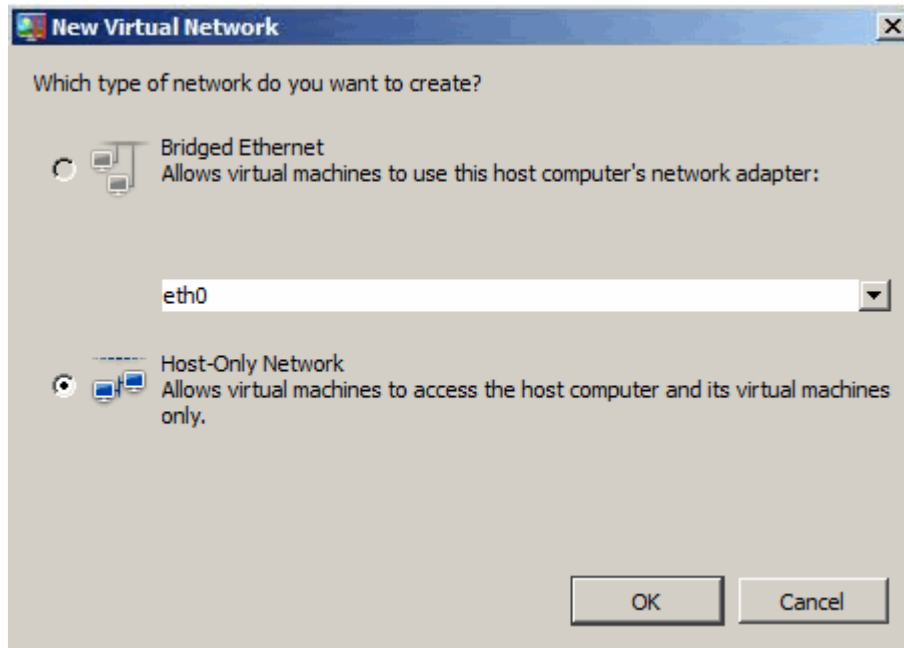 New Virtual Network
Which type of network do you want to create?
Bridged Ethernet
Allows virtual machines to use this host computer's network adapter:
eth0
Host-Only Network
Allows virtual machines to access the host computer and its virtual machines
only.
OK
Cancel